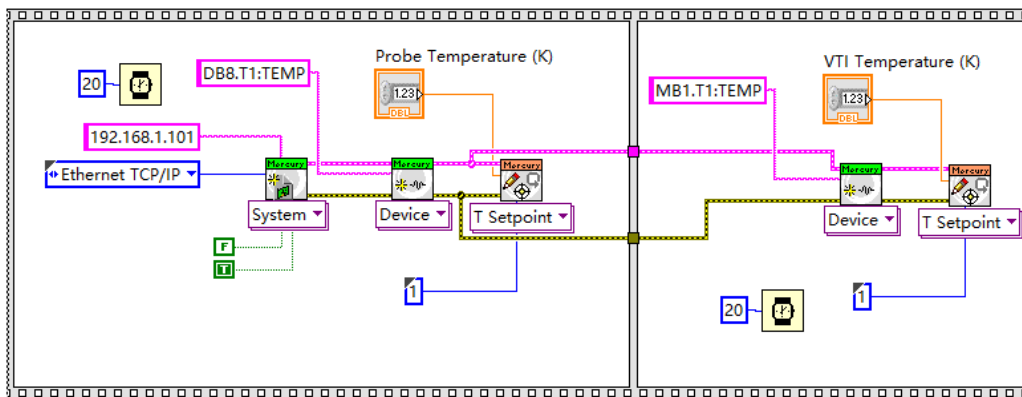 Probe Temperature (K)
VTI Temperature (K)
DB8.T1:TEMP
20
1.23
DBL
MB1.T1:TEMP
1.23
DBL
192.168.1.101
Ethernet TCP/IP
Mercury
Mercury
Mercury
Mercury
Mercury
System
Device
T Setpoint
Device
T Setpoint
F
T
1
20
1